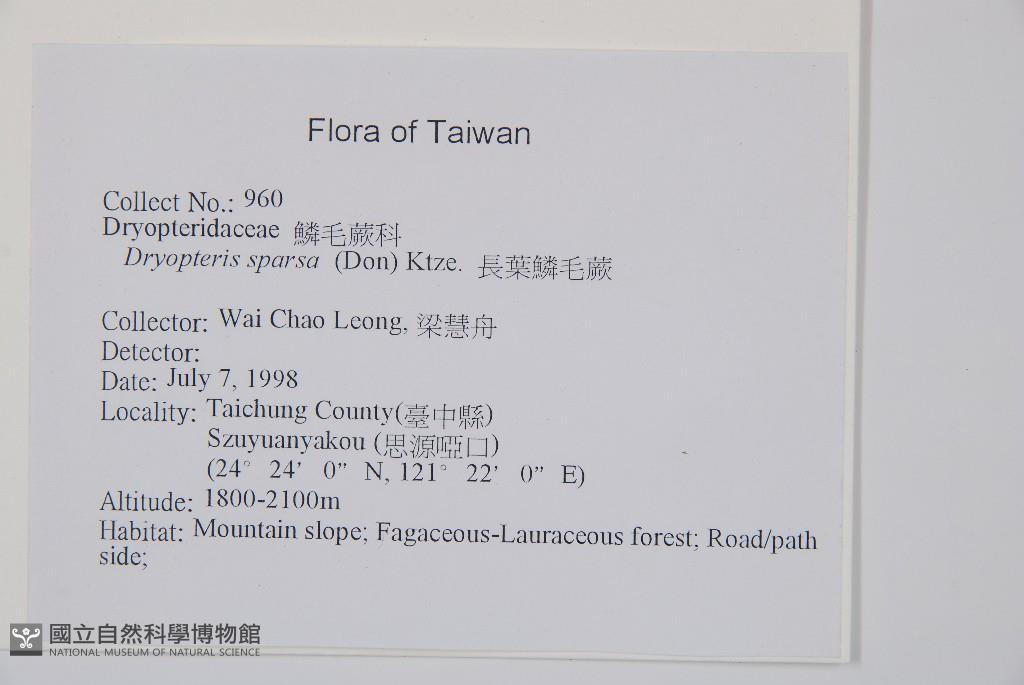 Flora of Taiwan
Collect No.: 960
Dryopteridaceae 鱗毛蕨科
Dryopteris sparsa (Don) Ktze. 長葉鱗毛蕨
Collector: Wai Chao Leong, 梁慧舟
Detector:
Date: July 7, 1998
Locality: Taichung County(臺中縣)
Szuyuanyakou (思源啞口)
(24° 24’ 0” N, 121° 22’ 0” E)
Altitude: 1800-2100m
Habitat: Mountain slope; Fagaceous-Lauraceous forest; Road/path
side;
國立自然科學博物館
NATIONAL MUSEUM OF NATURAL SCIENCE